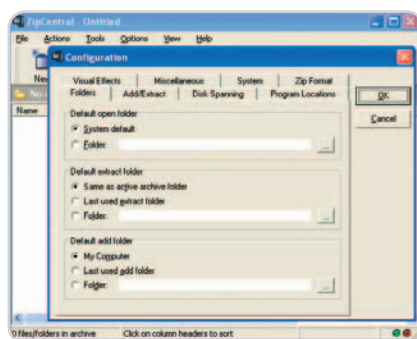 ZipCentral - Untitled
File Actions Tools Options View Help
Configuration
New
Visual Effects Miscellaneous System Zip Format
Folders Add/Extract Disk Spanning Program Locations
OK
Cancel
Name
Default open folder
System default
Folder:
...
Default extract folder
Same as active archive folder
Last used extract folder
Folder:
...
Default add folder
My Computer
Last used add folder
Folder:
...
0 files/folders in archive Click on column headers to sort